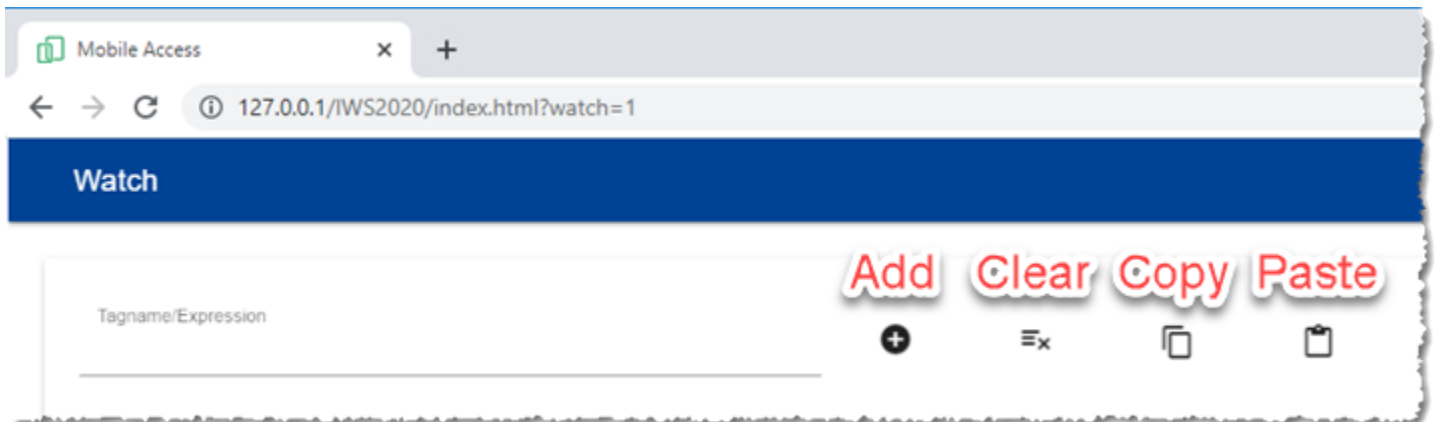 Mobile Access
127.0.0.1/IWS2020/index.html?watch=1
Watch
Add Clear Copy Paste
Tagname/Expression